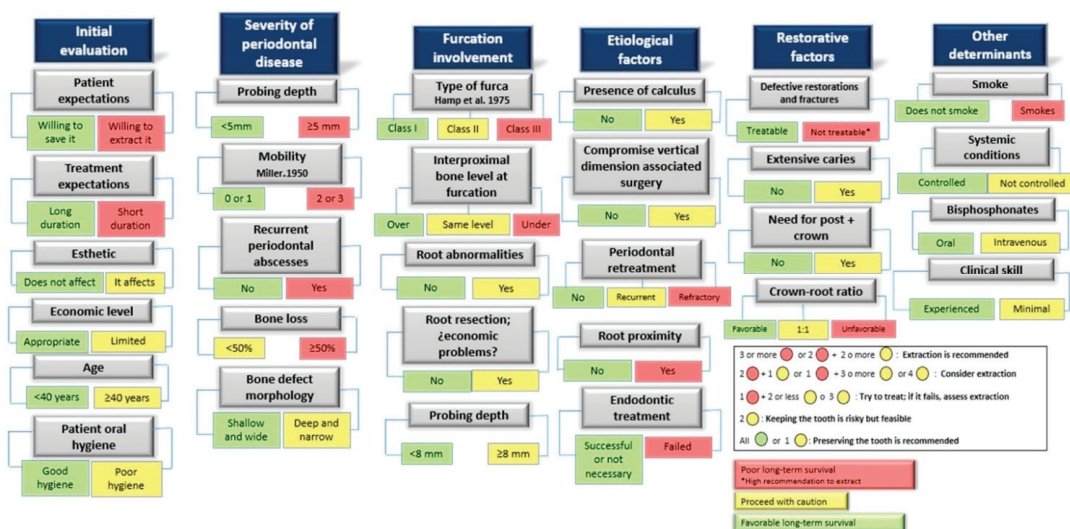 Initial
evaluation
Patient
expectations
Willing to
save it
Willing to
extract it
Treatment
expectations
Long
duration
Short
duration
Esthetic
Does not affect
It affects
Economic level
Appropriate
Limited
Age
<40 years
≥40 years
Patient oral
hygiene
Good
hygiene
Poor
hygiene
Severity of
periodontal
disease
Probing depth
<5mm
≥5 mm
Mobility
Miller.1950
0 or 1
2 or 3
Recurrent
periodontal
abscesses
No
Yes
Bone loss
<50%
≥50%
Bone defect
morphology
Shallow
and wide
Deep and
narrow
Furcation
involvement
Type of furca
Hamp et al. 1975
Class I
Class II
Class III
Interproximal
bone level at
furcation
Over
Same level
Under
Root abnormalities
No
Yes
Root resection;
¿economic
problems?
No
Yes
Probing depth
<8 mm
≥8 mm
Etiological
factors
Presence of calculus
No
Yes
Compromise vertical
dimension associated
surgery
No
Yes
Periodontal
retreatment
No
Recurrent
Refractory
Root proximity
No
Yes
Endodontic
treatment
Successful
or not
necessary
Failed
Restorative
factors
Defective restorations
and fractures
Treatable
Not treatable*
Extensive caries
No
Yes
Need for post +
crown
No
Yes
Crown-root ratio
Favorable
1:1
Unfavorable
Other
determinants
Smoke
Does not smoke
Smokes
Systemic
conditions
Controlled
Not controlled
Bisphosphonates
Oral
Intravenous
Clinical skill
Experienced
Minimal
3 or more or 2 + 2 o more : Extraction is recommended
2 + 1 or 1 + 3 o more or 4 : Consider extraction
1 + 2 or less o 3 : Try to treat; if it fails, assess extraction
2 : Keeping the tooth is risky but feasible
All or 1 : Preserving the tooth is recommended
Poor long-term survival
*High recommendation to extract
Proceed with caution
Favorable long-term survival